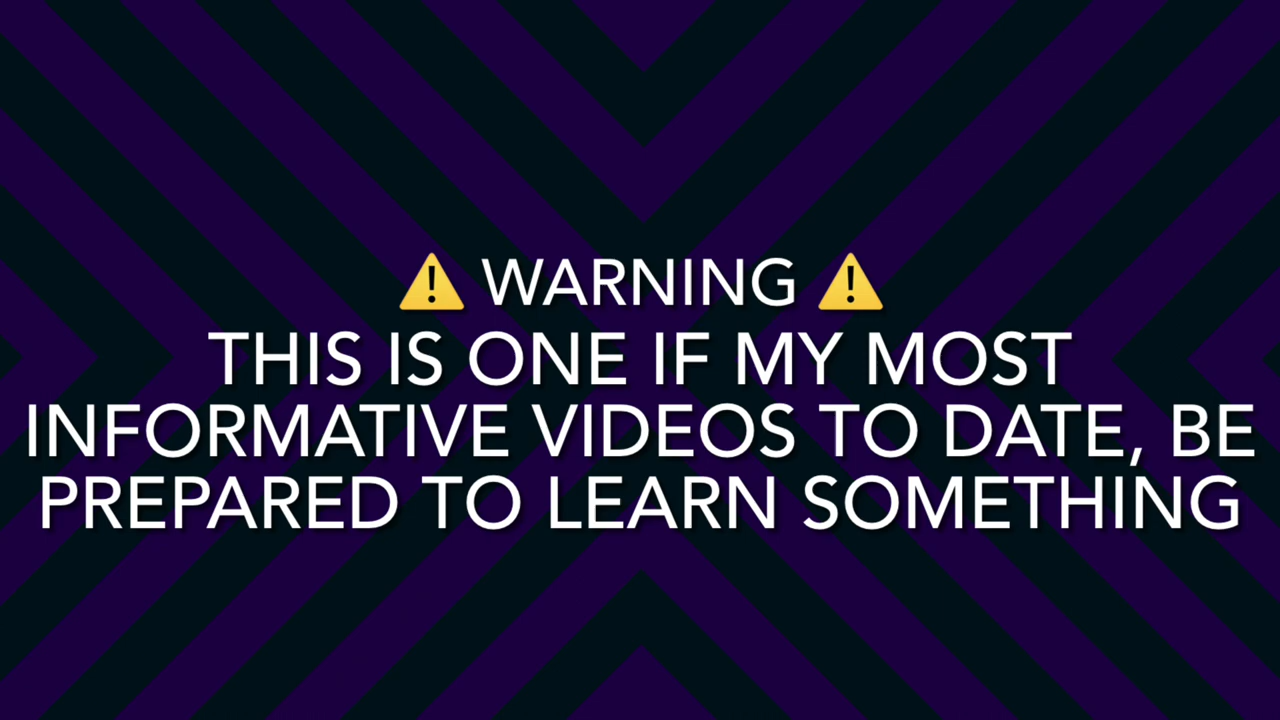 ⚠️ WARNING ⚠️
THIS IS ONE IF MY MOST
INFORMATIVE VIDEOS TO DATE, BE
PREPARED TO LEARN SOMETHING